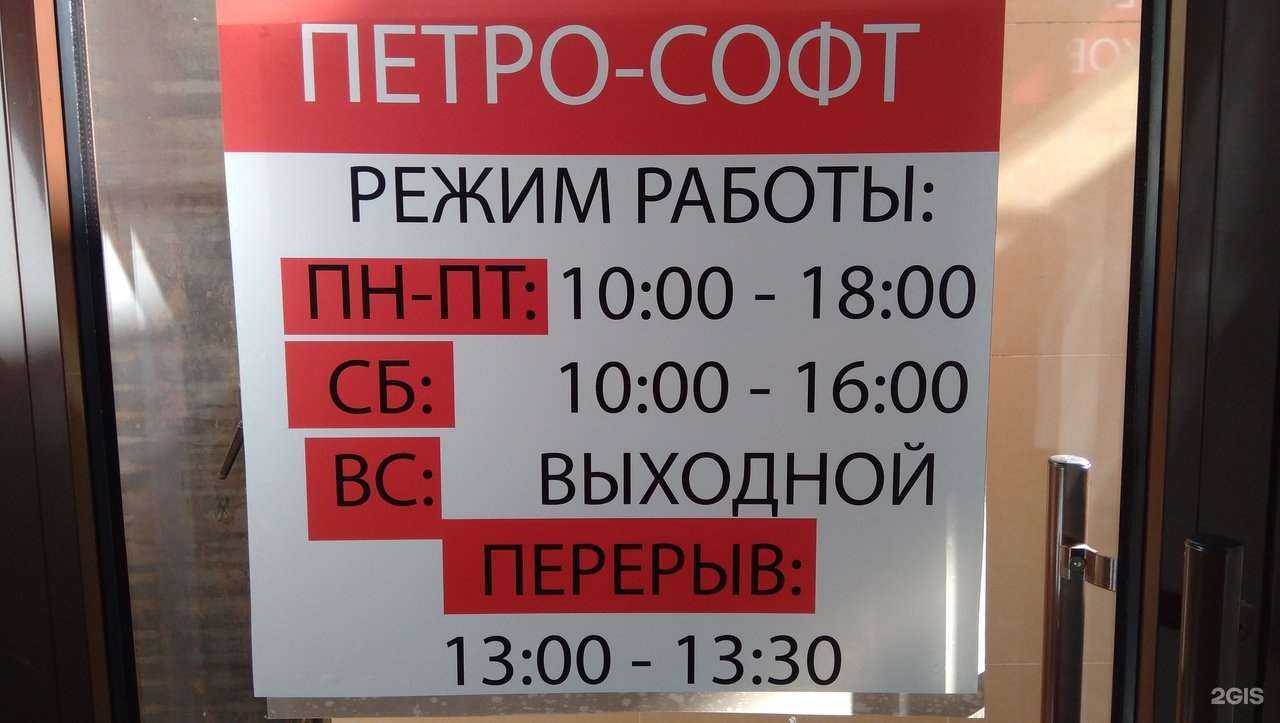 ПЕТРО-СОФТ
РЕЖИМ РАБОТЫ:
ПН-ПТ: 10:00 - 18:00
СБ: 10:00 - 16:00
ВС: ВЫХОДНОЙ
ПЕРЕРЫВ:
13:00 - 13:30
2GIS